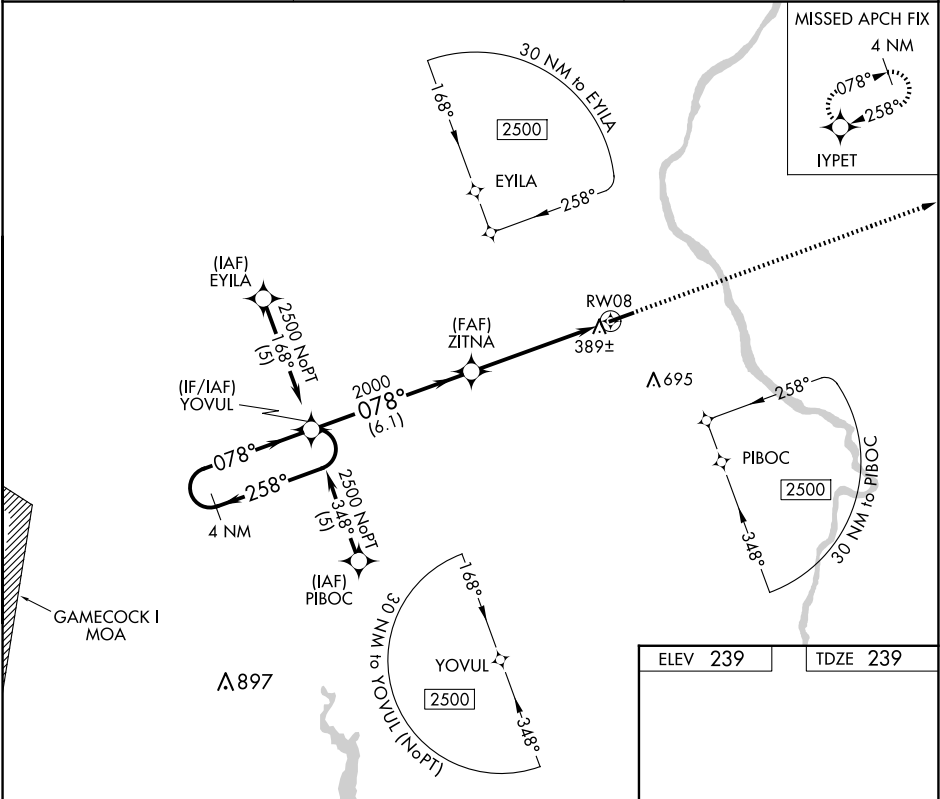 MISSED APCH FIX
4 NM
078°
258°
IYPET
30 NM to EYILA
168°
2500
EYILA
258°
(IAF)
EYILA
2500 NoPT
168°
(5)
RW08
389±
(FAF)
ZITNA
(IF/IAF)
YOVUL
2000
078°
(6.1)
695
258°
PIBOC
2500
348°
30 NM to PIBOC
078°
258°
4 NM
2500 NoPT
348°
(5)
(IAF)
PIBOC
GAMECOCK I
MOA
897
168°
30 NM to YOVUL (NoPT)
YOVUL
2500
348°
ELEV 239
TDZE 239